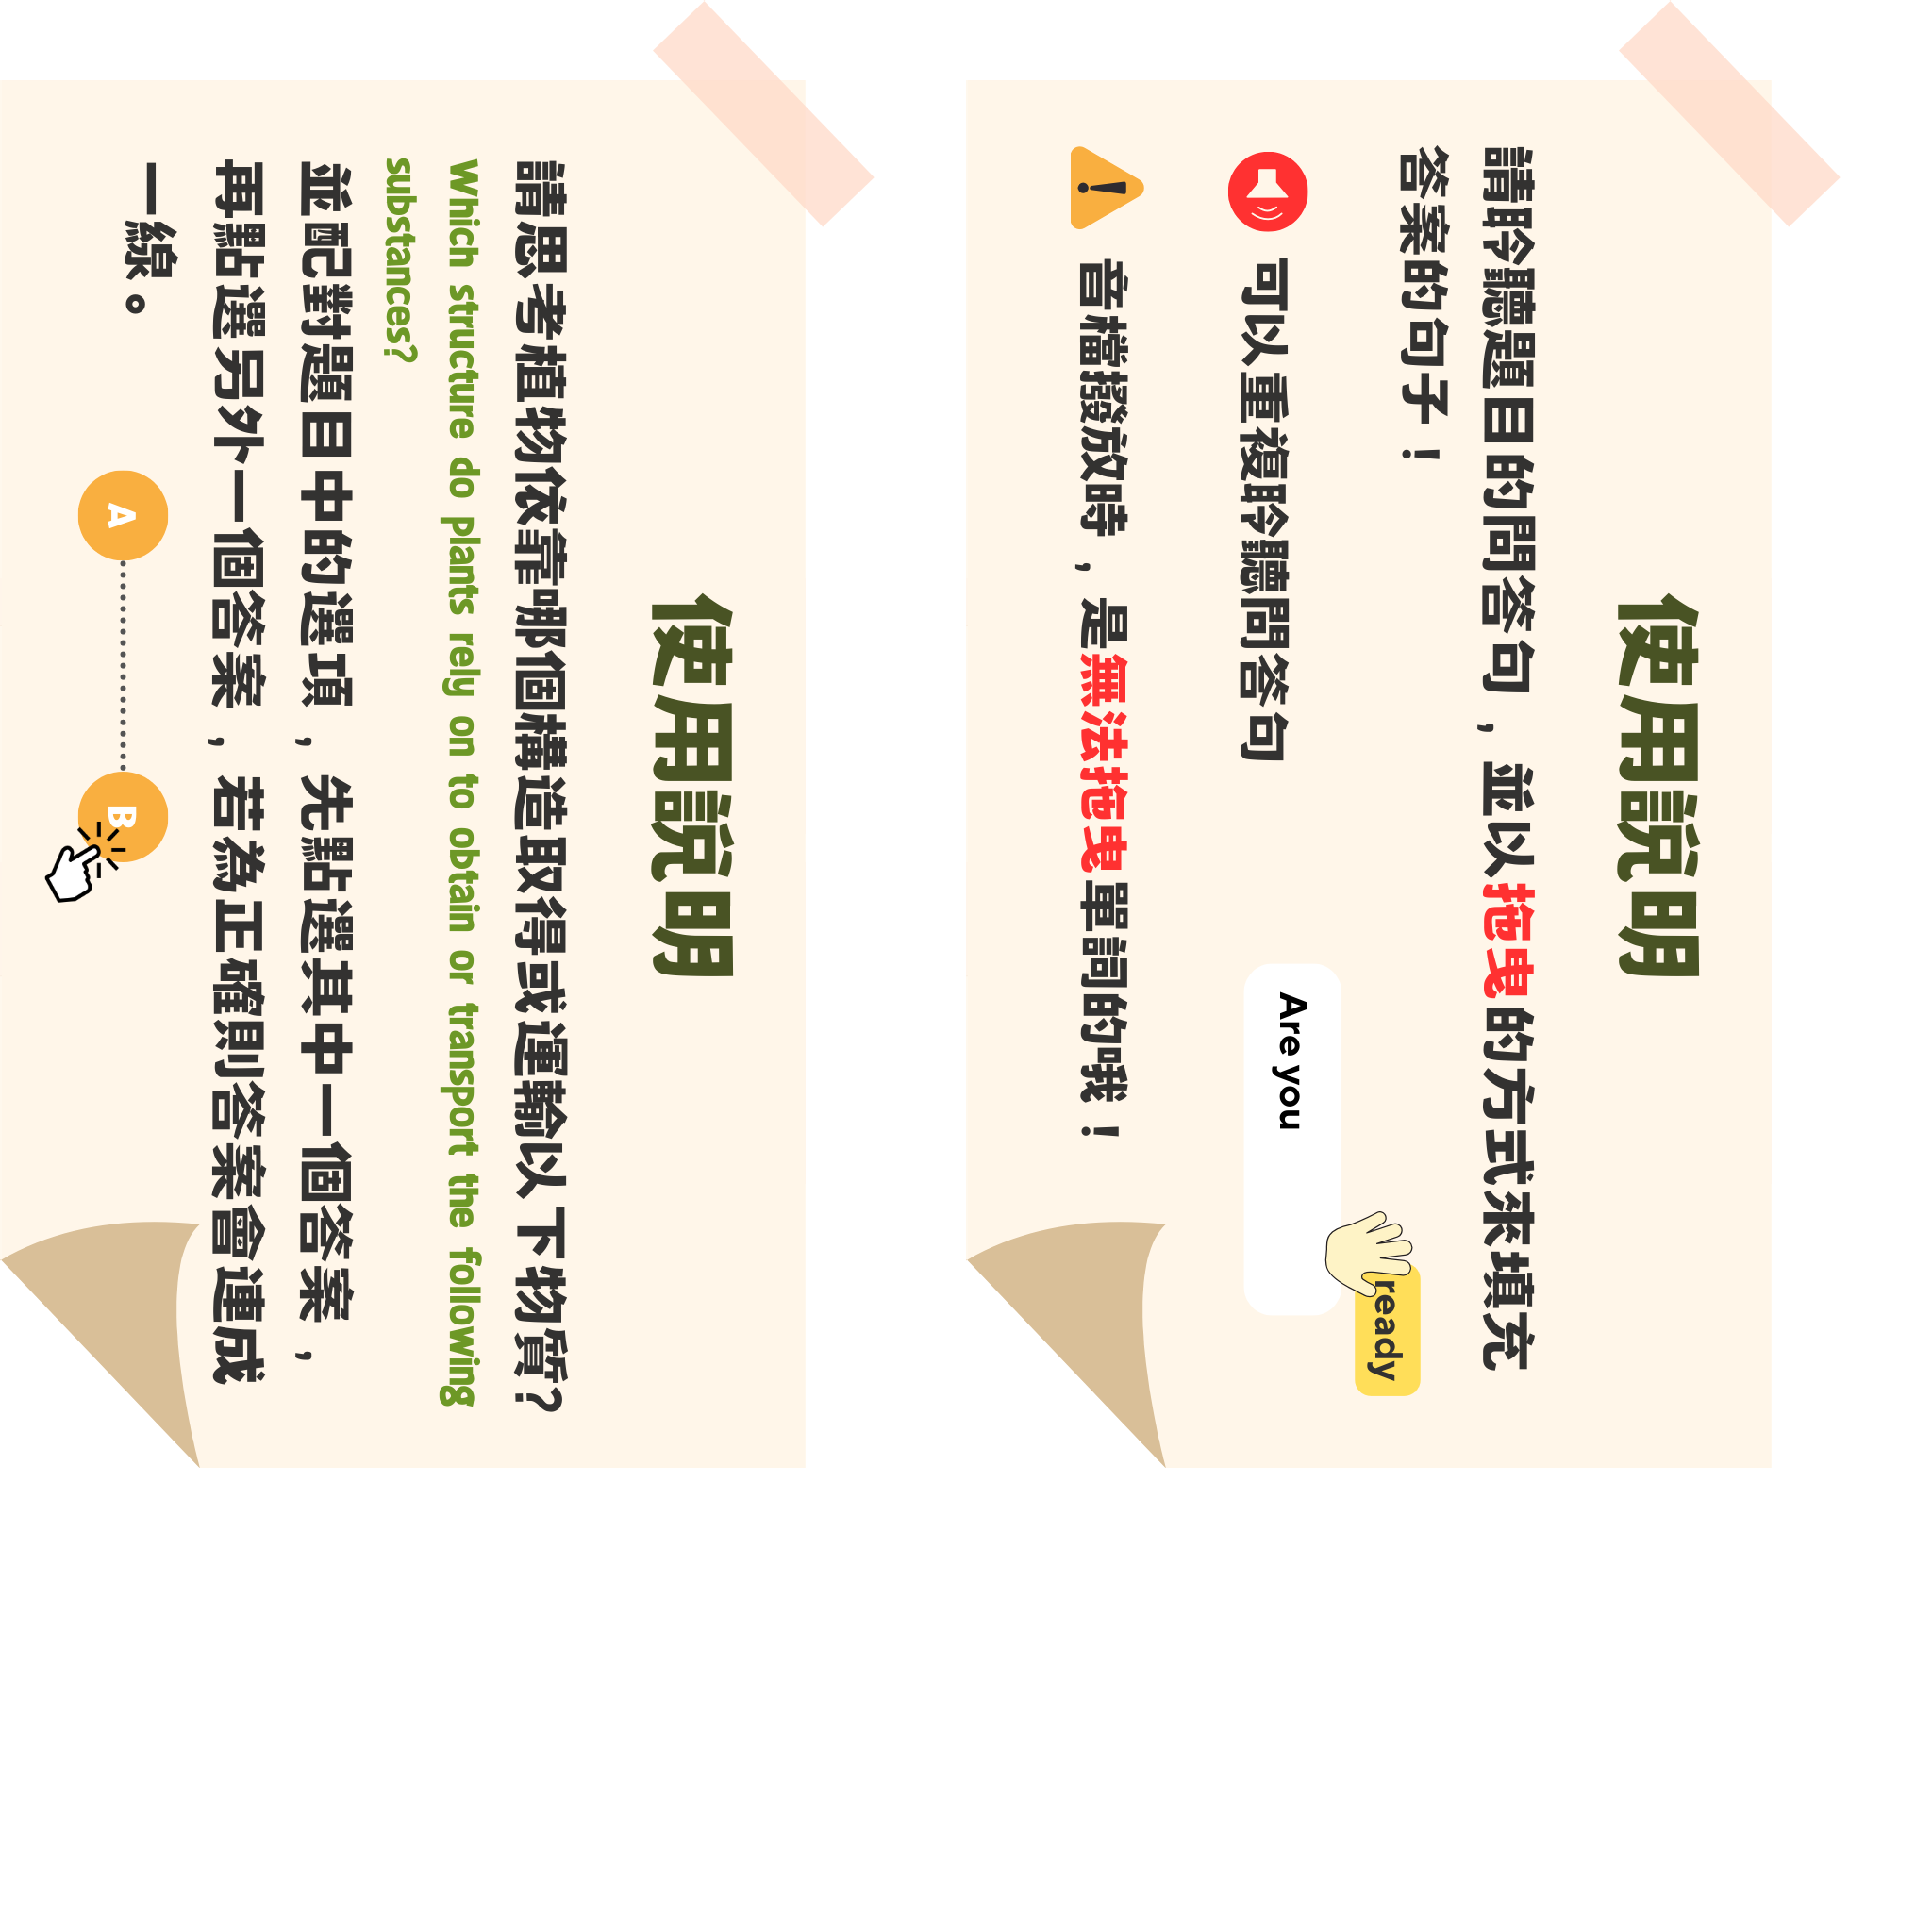 使用說明
請聆聽題目的問答句，並以拖曳的方式來填充
答案的句子！
ready
Are you
可以重複聆聽問答句
音檔撥放時，是無法拖曳單詞的哦！
使用說明
請思考植物依靠哪個構造取得或運輸以下物質？
Which structure do plants rely on to obtain or transport the following
substances?
並配對題目中的選項，先點選其中一個答案，
再點選另外一個答案，若為正確則答案會連成
一線。
A
B